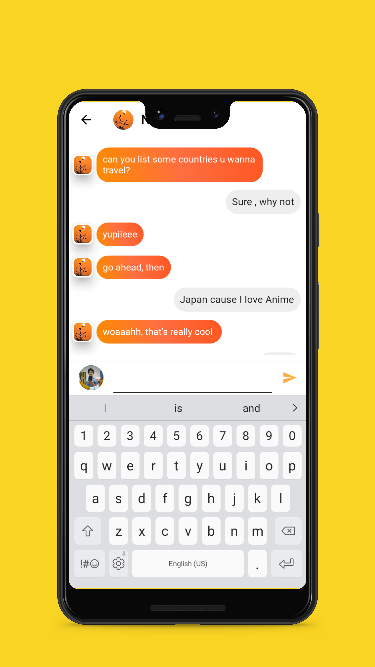 can you list some countries u wanna
travel?
Sure , why not
yupiieee
go ahead, then
Japan cause I love Anime
woaaahh, that's really cool
I is and
1 2 3 4 5 6 7 8 9 0
q w e r t y u i o p
a s d f g h j k l
z x c v b n m
!#☺ English (US) .